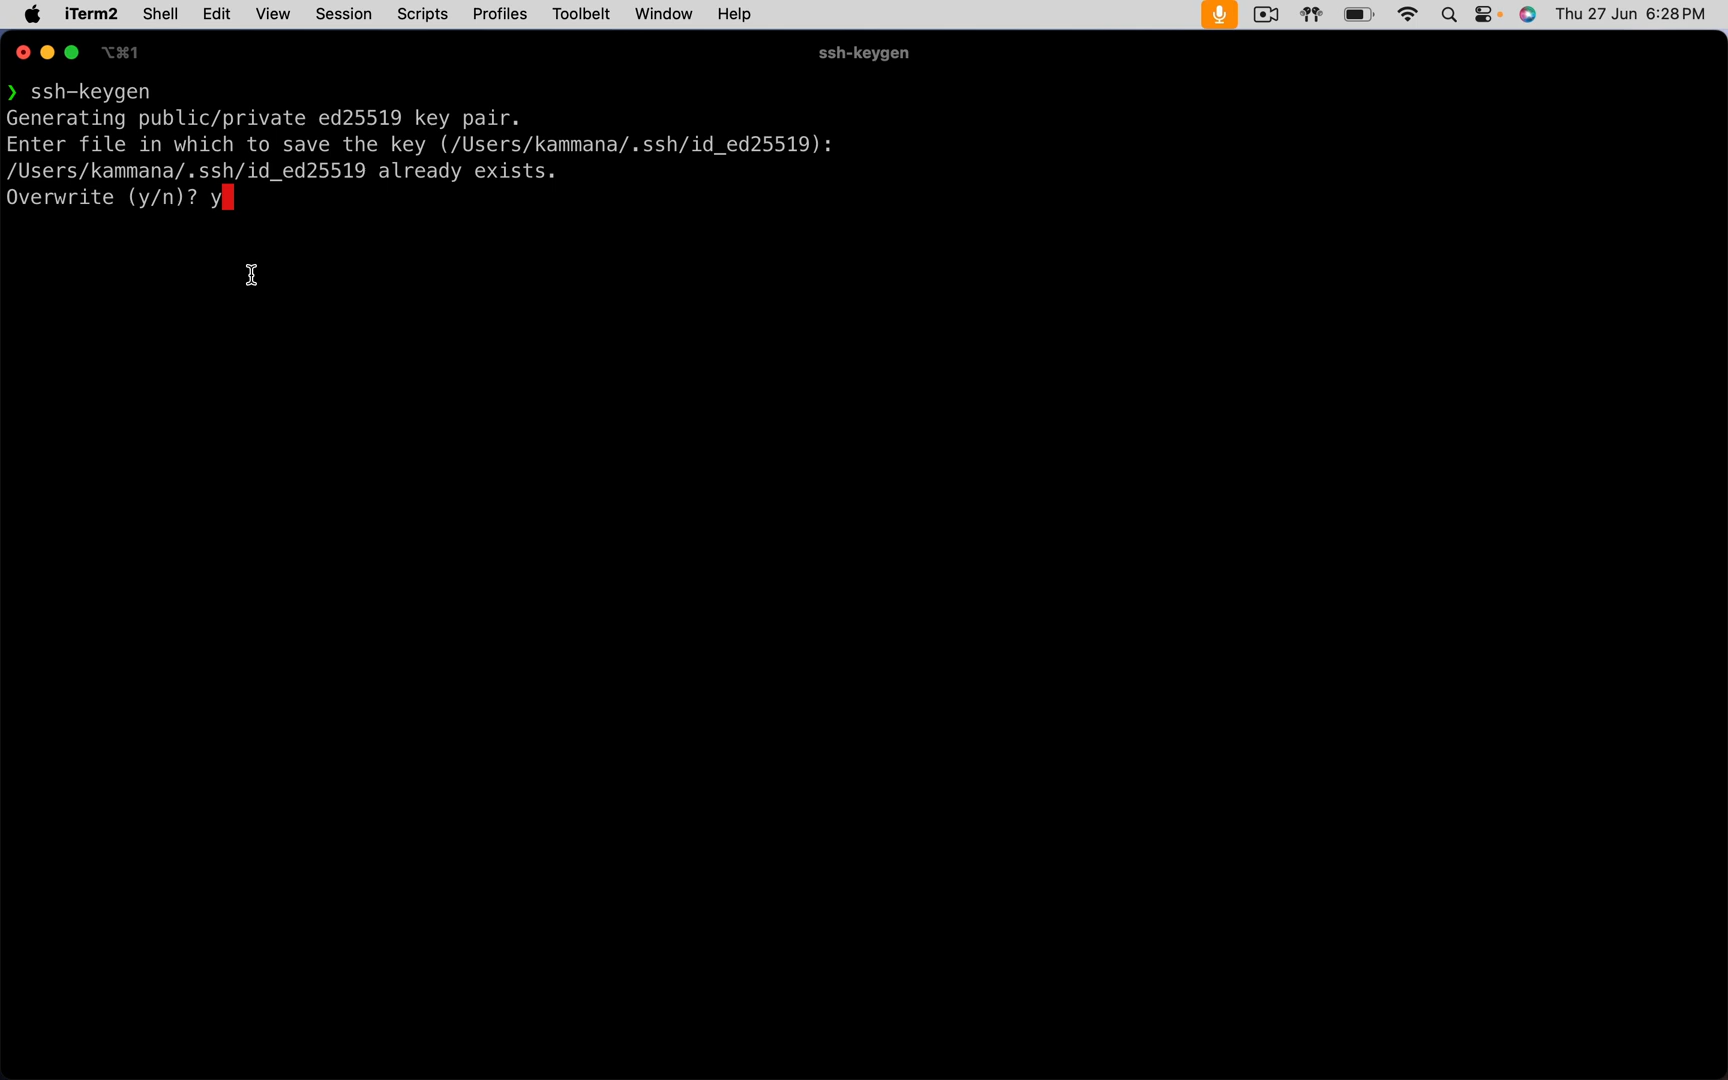 iTerm2 Shell Edit View Session Scripts Profiles Toolbelt Window Help Thu 27 Jun 6:28 PM
⌥⌘1 ssh-keygen
❯ ssh-keygen
Generating public/private ed25519 key pair.
Enter file in which to save the key (/Users/kammana/.ssh/id_ed25519):
/Users/kammana/.ssh/id_ed25519 already exists.
Overwrite (y/n)? y